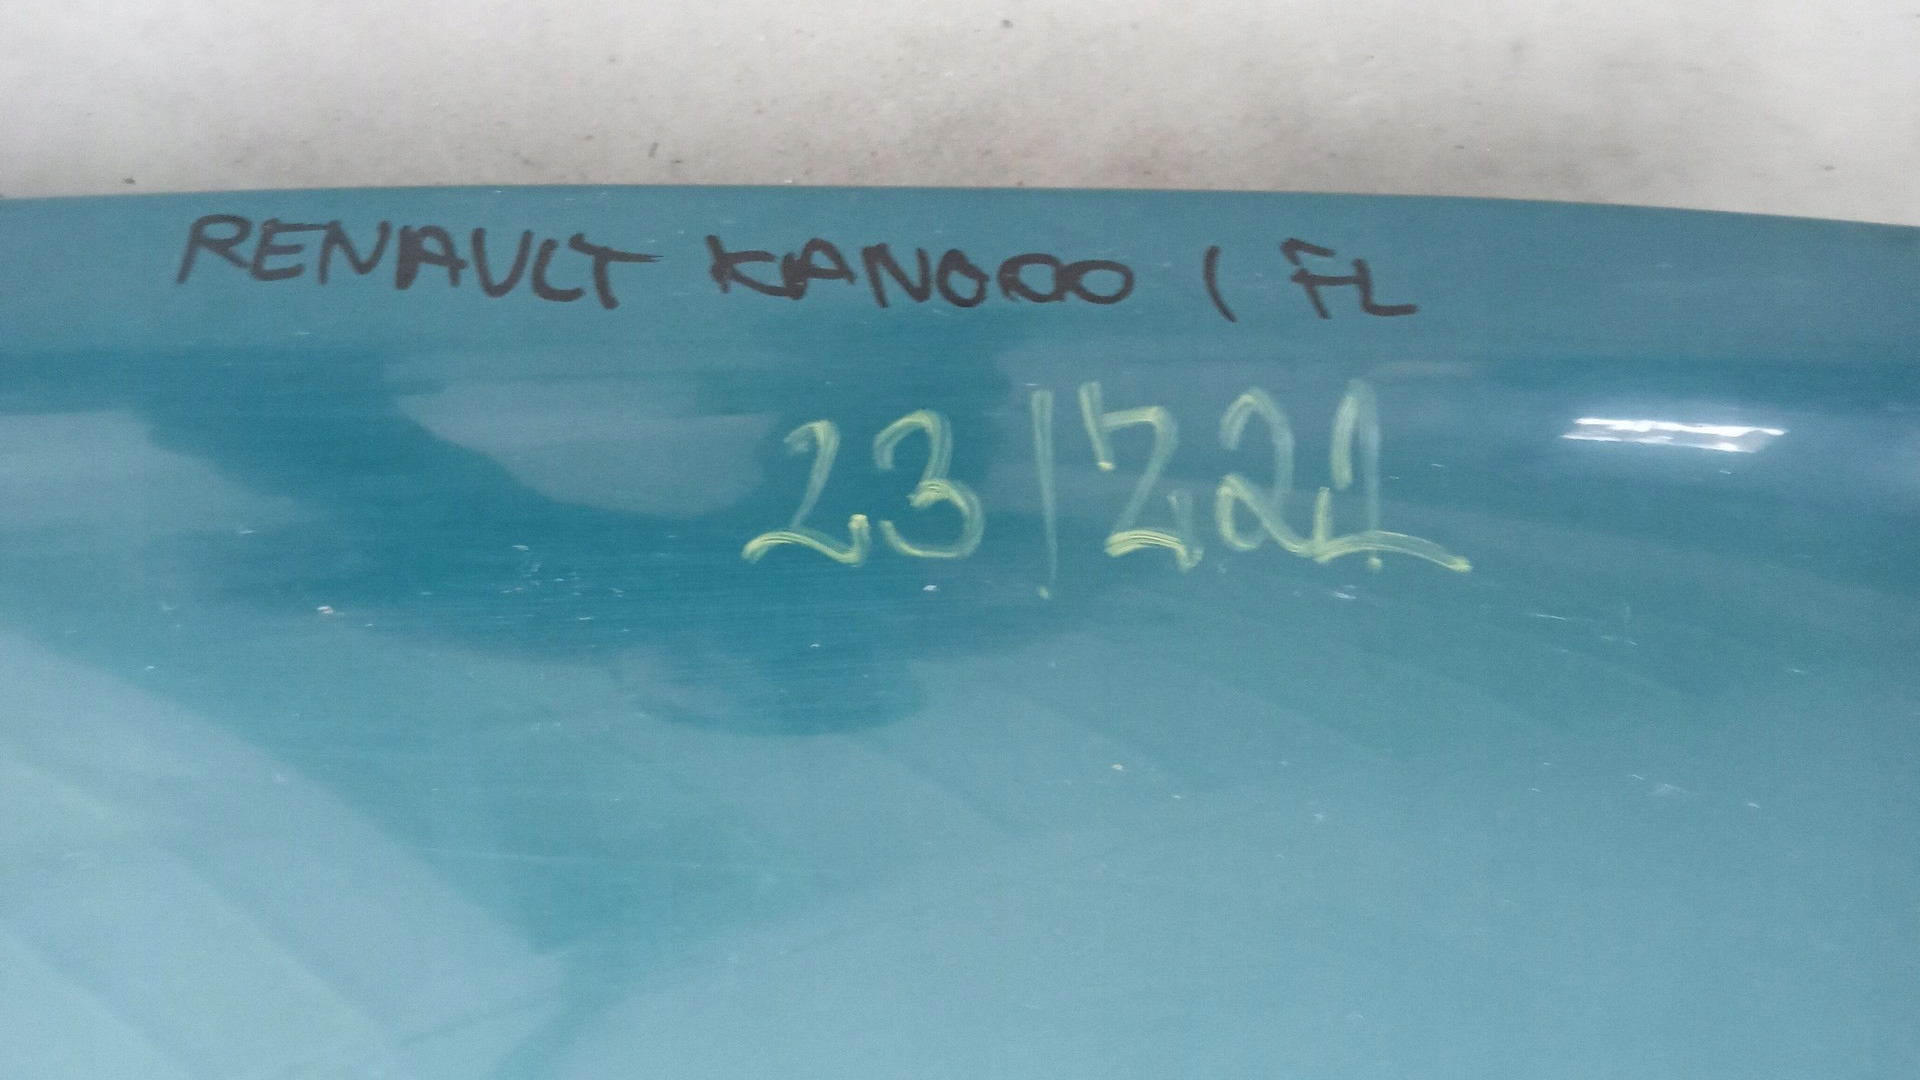 RENAULT KANGOO I FL
23/221